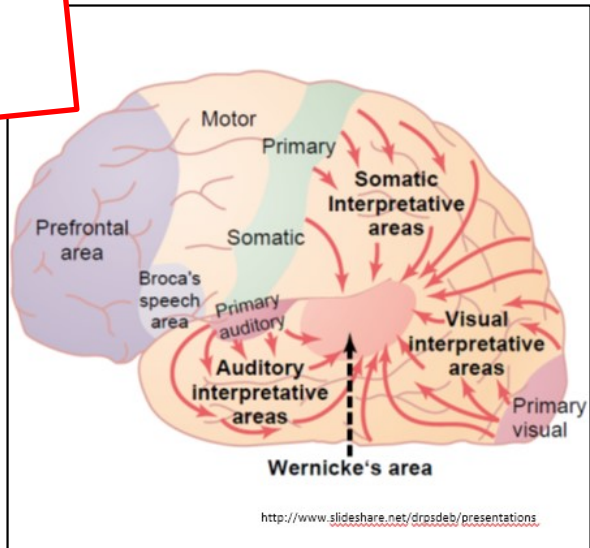 Motor
Primary
Somatic
Interpretative
areas
Prefrontal
area
Somatic
Broca's
speech
area
Primary
auditory
Visual
interpretative
areas
Auditory
interpretative
areas
Primary
visual
Wernicke's area
http://www.slideshare.net/drpsdeb/presentations